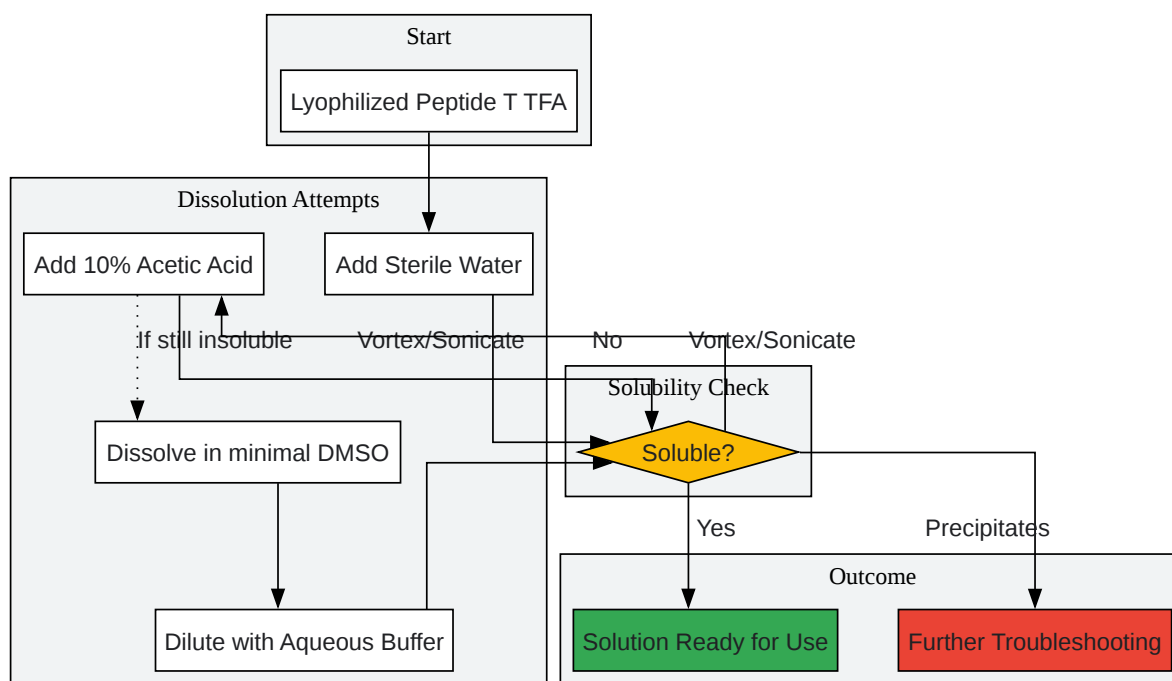 Start
Lyophilized Peptide T TFA
Dissolution Attempts
Add 10% Acetic Acid
Add Sterile Water
If still insoluble
Vortex/Sonicate
No
Vortex/Sonicate
Solubility Check
Dissolve in minimal DMSO
Soluble?
Yes
Precipitates
Outcome
Dilute with Aqueous Buffer
Solution Ready for Use
Further Troubleshooting